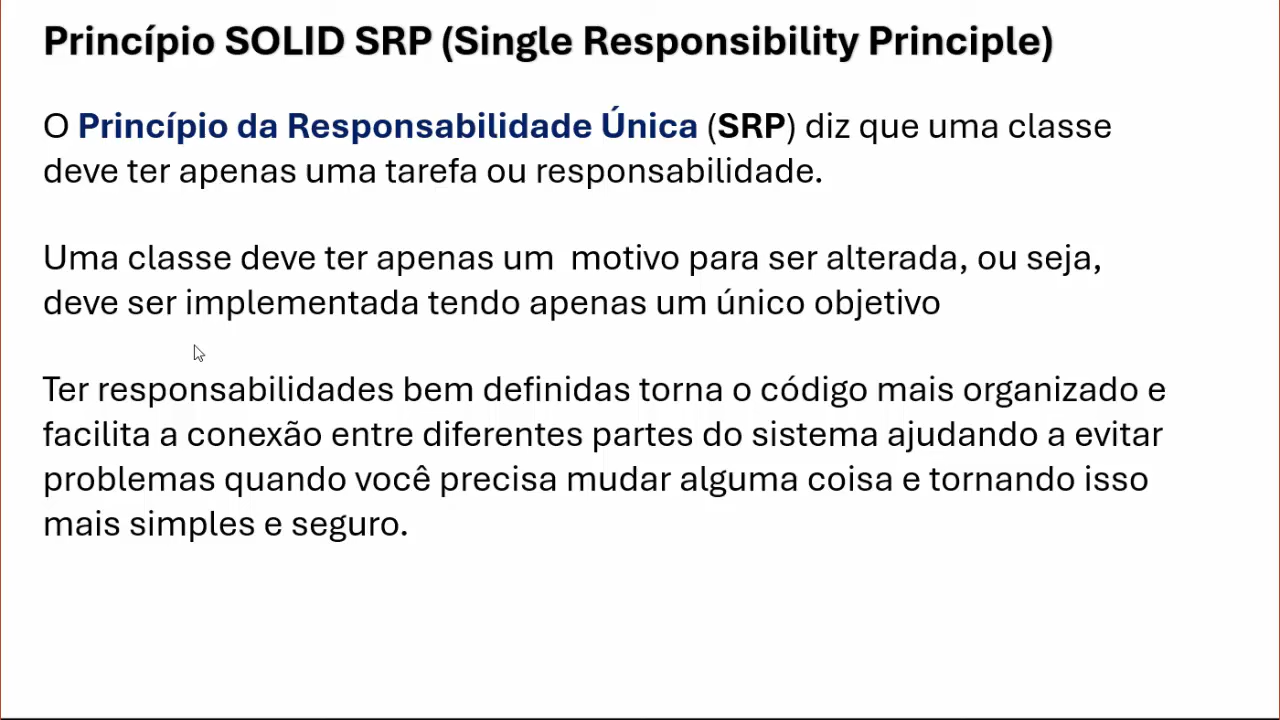 Princípio SOLID SRP (Single Responsibility Principle)
O Princípio da Responsabilidade Única (SRP) diz que uma classe
deve ter apenas uma tarefa ou responsabilidade.
Uma classe deve ter apenas um  motivo para ser alterada, ou seja,
deve ser implementada tendo apenas um único objetivo
Ter responsabilidades bem definidas torna o código mais organizado e
facilita a conexão entre diferentes partes do sistema ajudando a evitar
problemas quando você precisa mudar alguma coisa e tornando isso
mais simples e seguro.